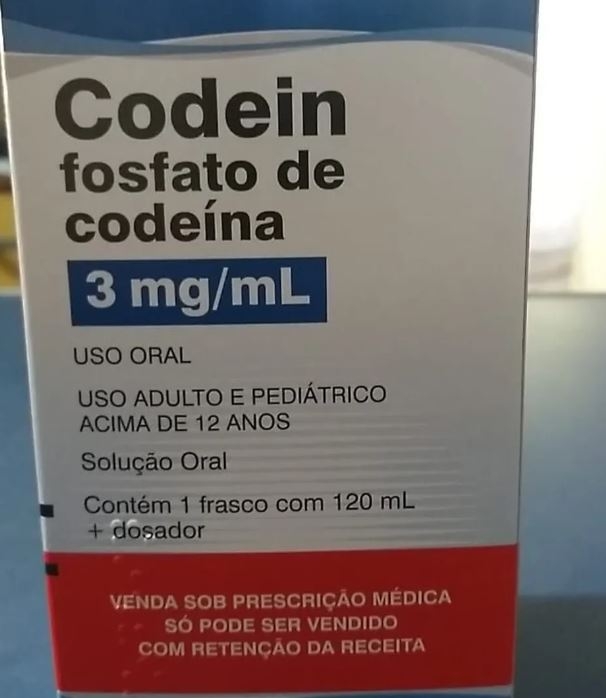 Codein
fosfato de
codeína
3 mg/mL
USO ORAL
USO ADULTO E PEDIÁTRICO
ACIMA DE 12 ANOS
Solução Oral
Contém 1 frasco com 120 mL
+ dosador
VENDA SOB PRESCRIÇÃO MÉDICA
SÓ PODE SER VENDIDO
COM RETENÇÃO DA RECEITA